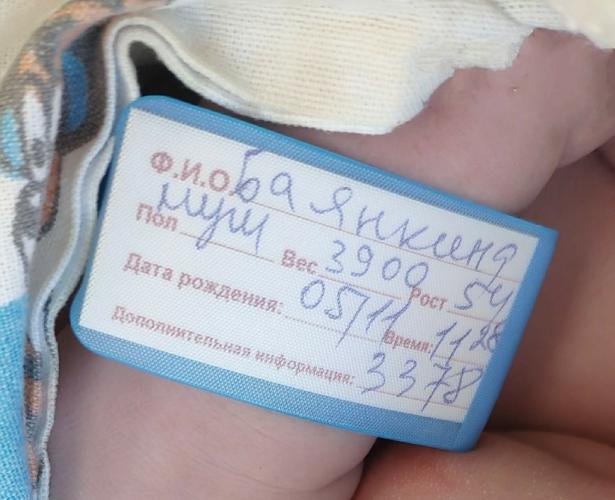 Ф.И.О. Баянкина
Пол муж Вес 3900 Рост 54
Дата рождения: 05/11 Время: 11 28
Дополнительная информация: 3378